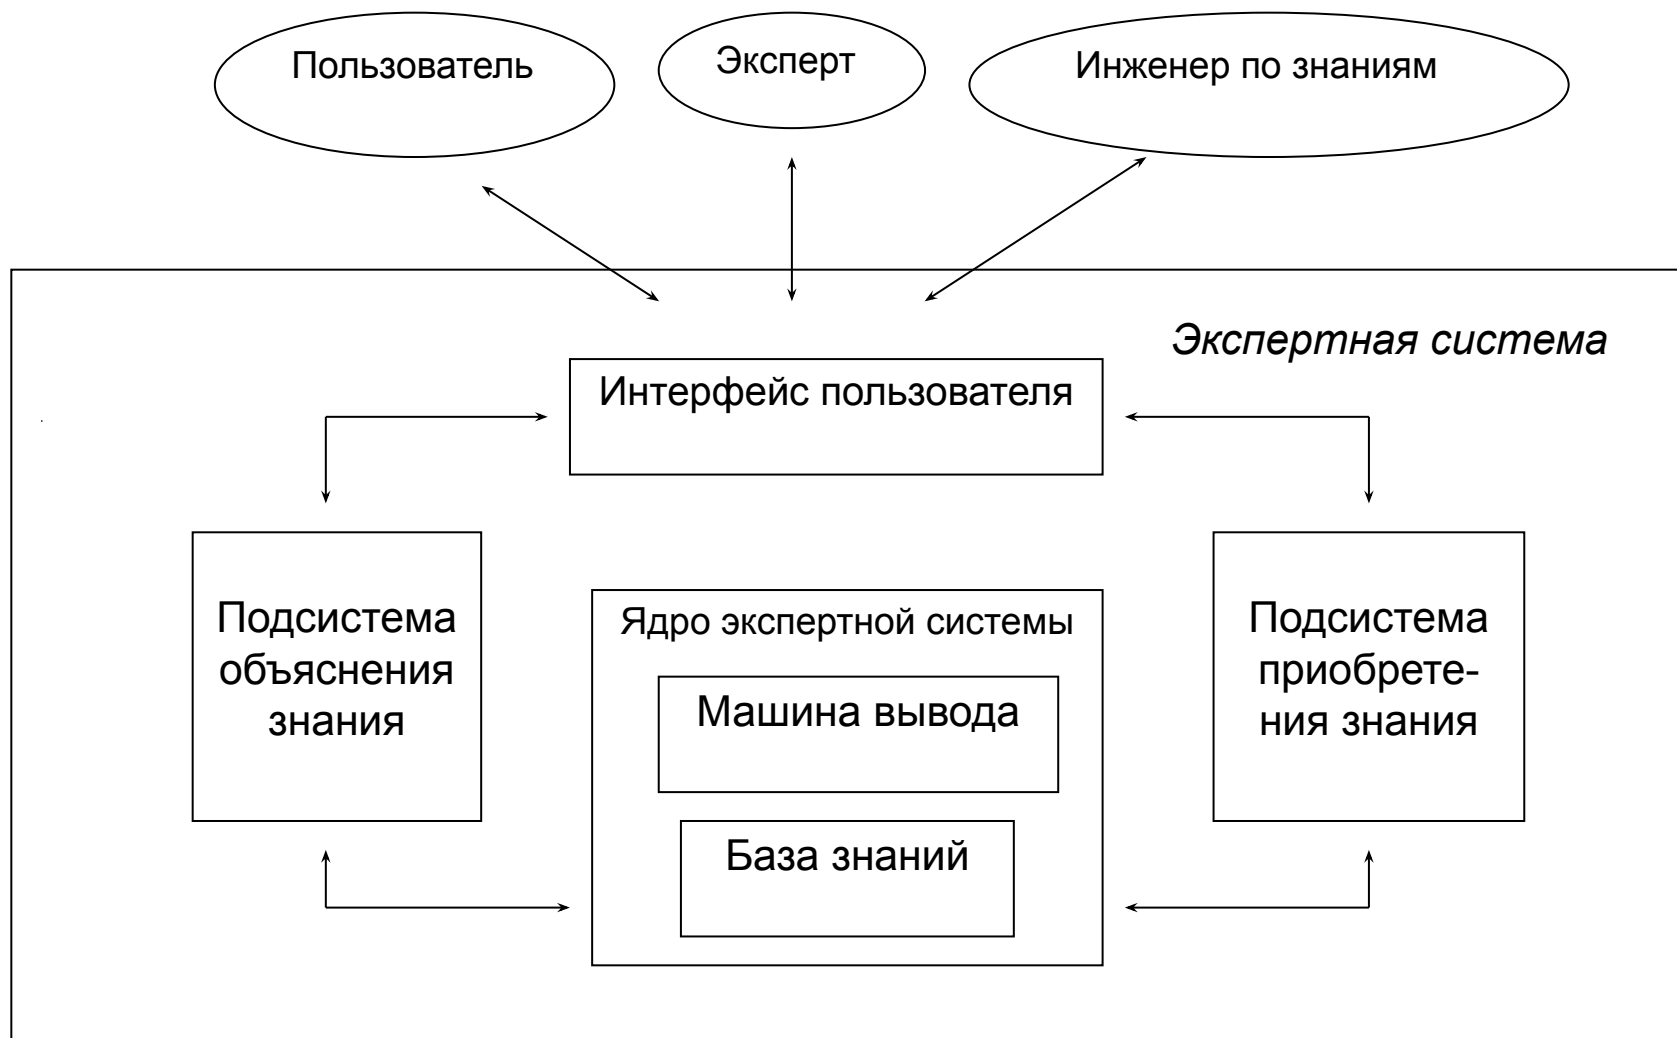 Пользователь
Эксперт
Инженер по знаниям
Экспертная система
Интерфейс пользователя
Подсистема
объяснения
знания
Ядро экспертной системы
Машина вывода
База знаний
Подсистема
приобрете-
ния знания